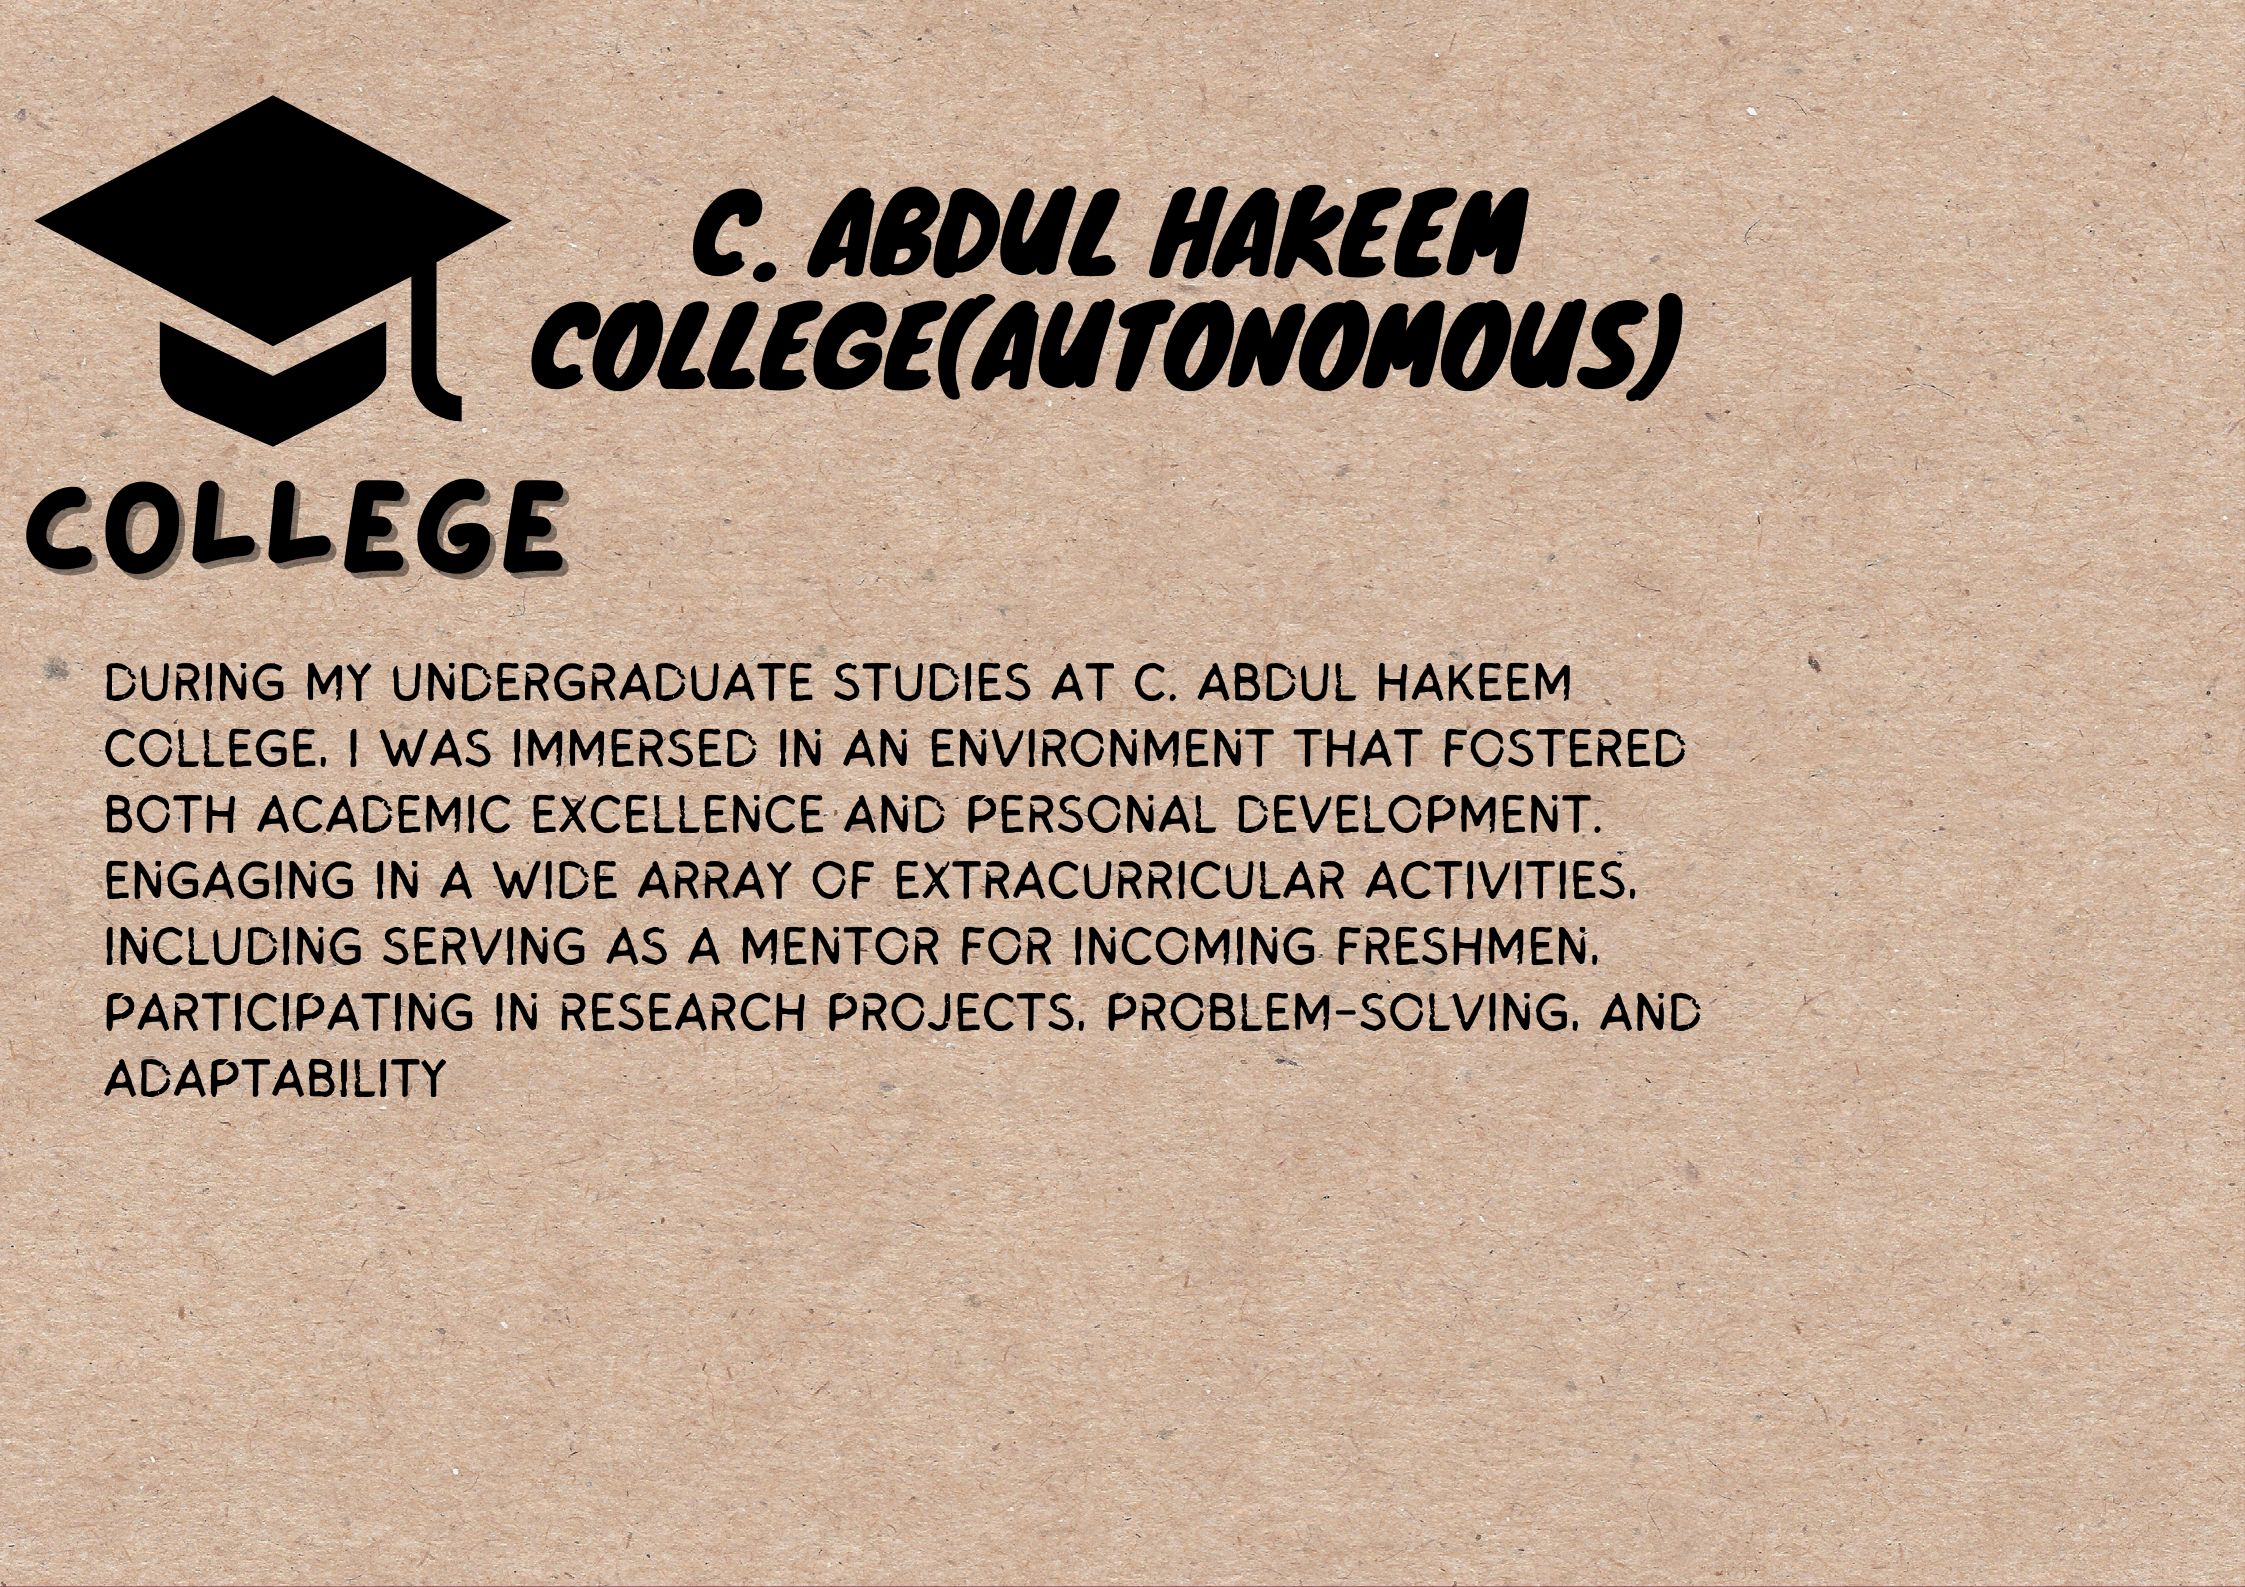 C. ABDUL HAKEEM
COLLEGE(AUTONOMOUS)
COLLEGE
DURING MY UNDERGRADUATE STUDIES AT C. ABDUL HAKEEM
COLLEGE, I WAS IMMERSED IN AN ENVIRONMENT THAT FOSTERED
BOTH ACADEMIC EXCELLENCE AND PERSONAL DEVELOPMENT.
ENGAGING IN A WIDE ARRAY OF EXTRACURRICULAR ACTIVITIES,
INCLUDING SERVING AS A MENTOR FOR INCOMING FRESHMEN,
PARTICIPATING IN RESEARCH PROJECTS, PROBLEM-SOLVING, AND
ADAPTABILITY